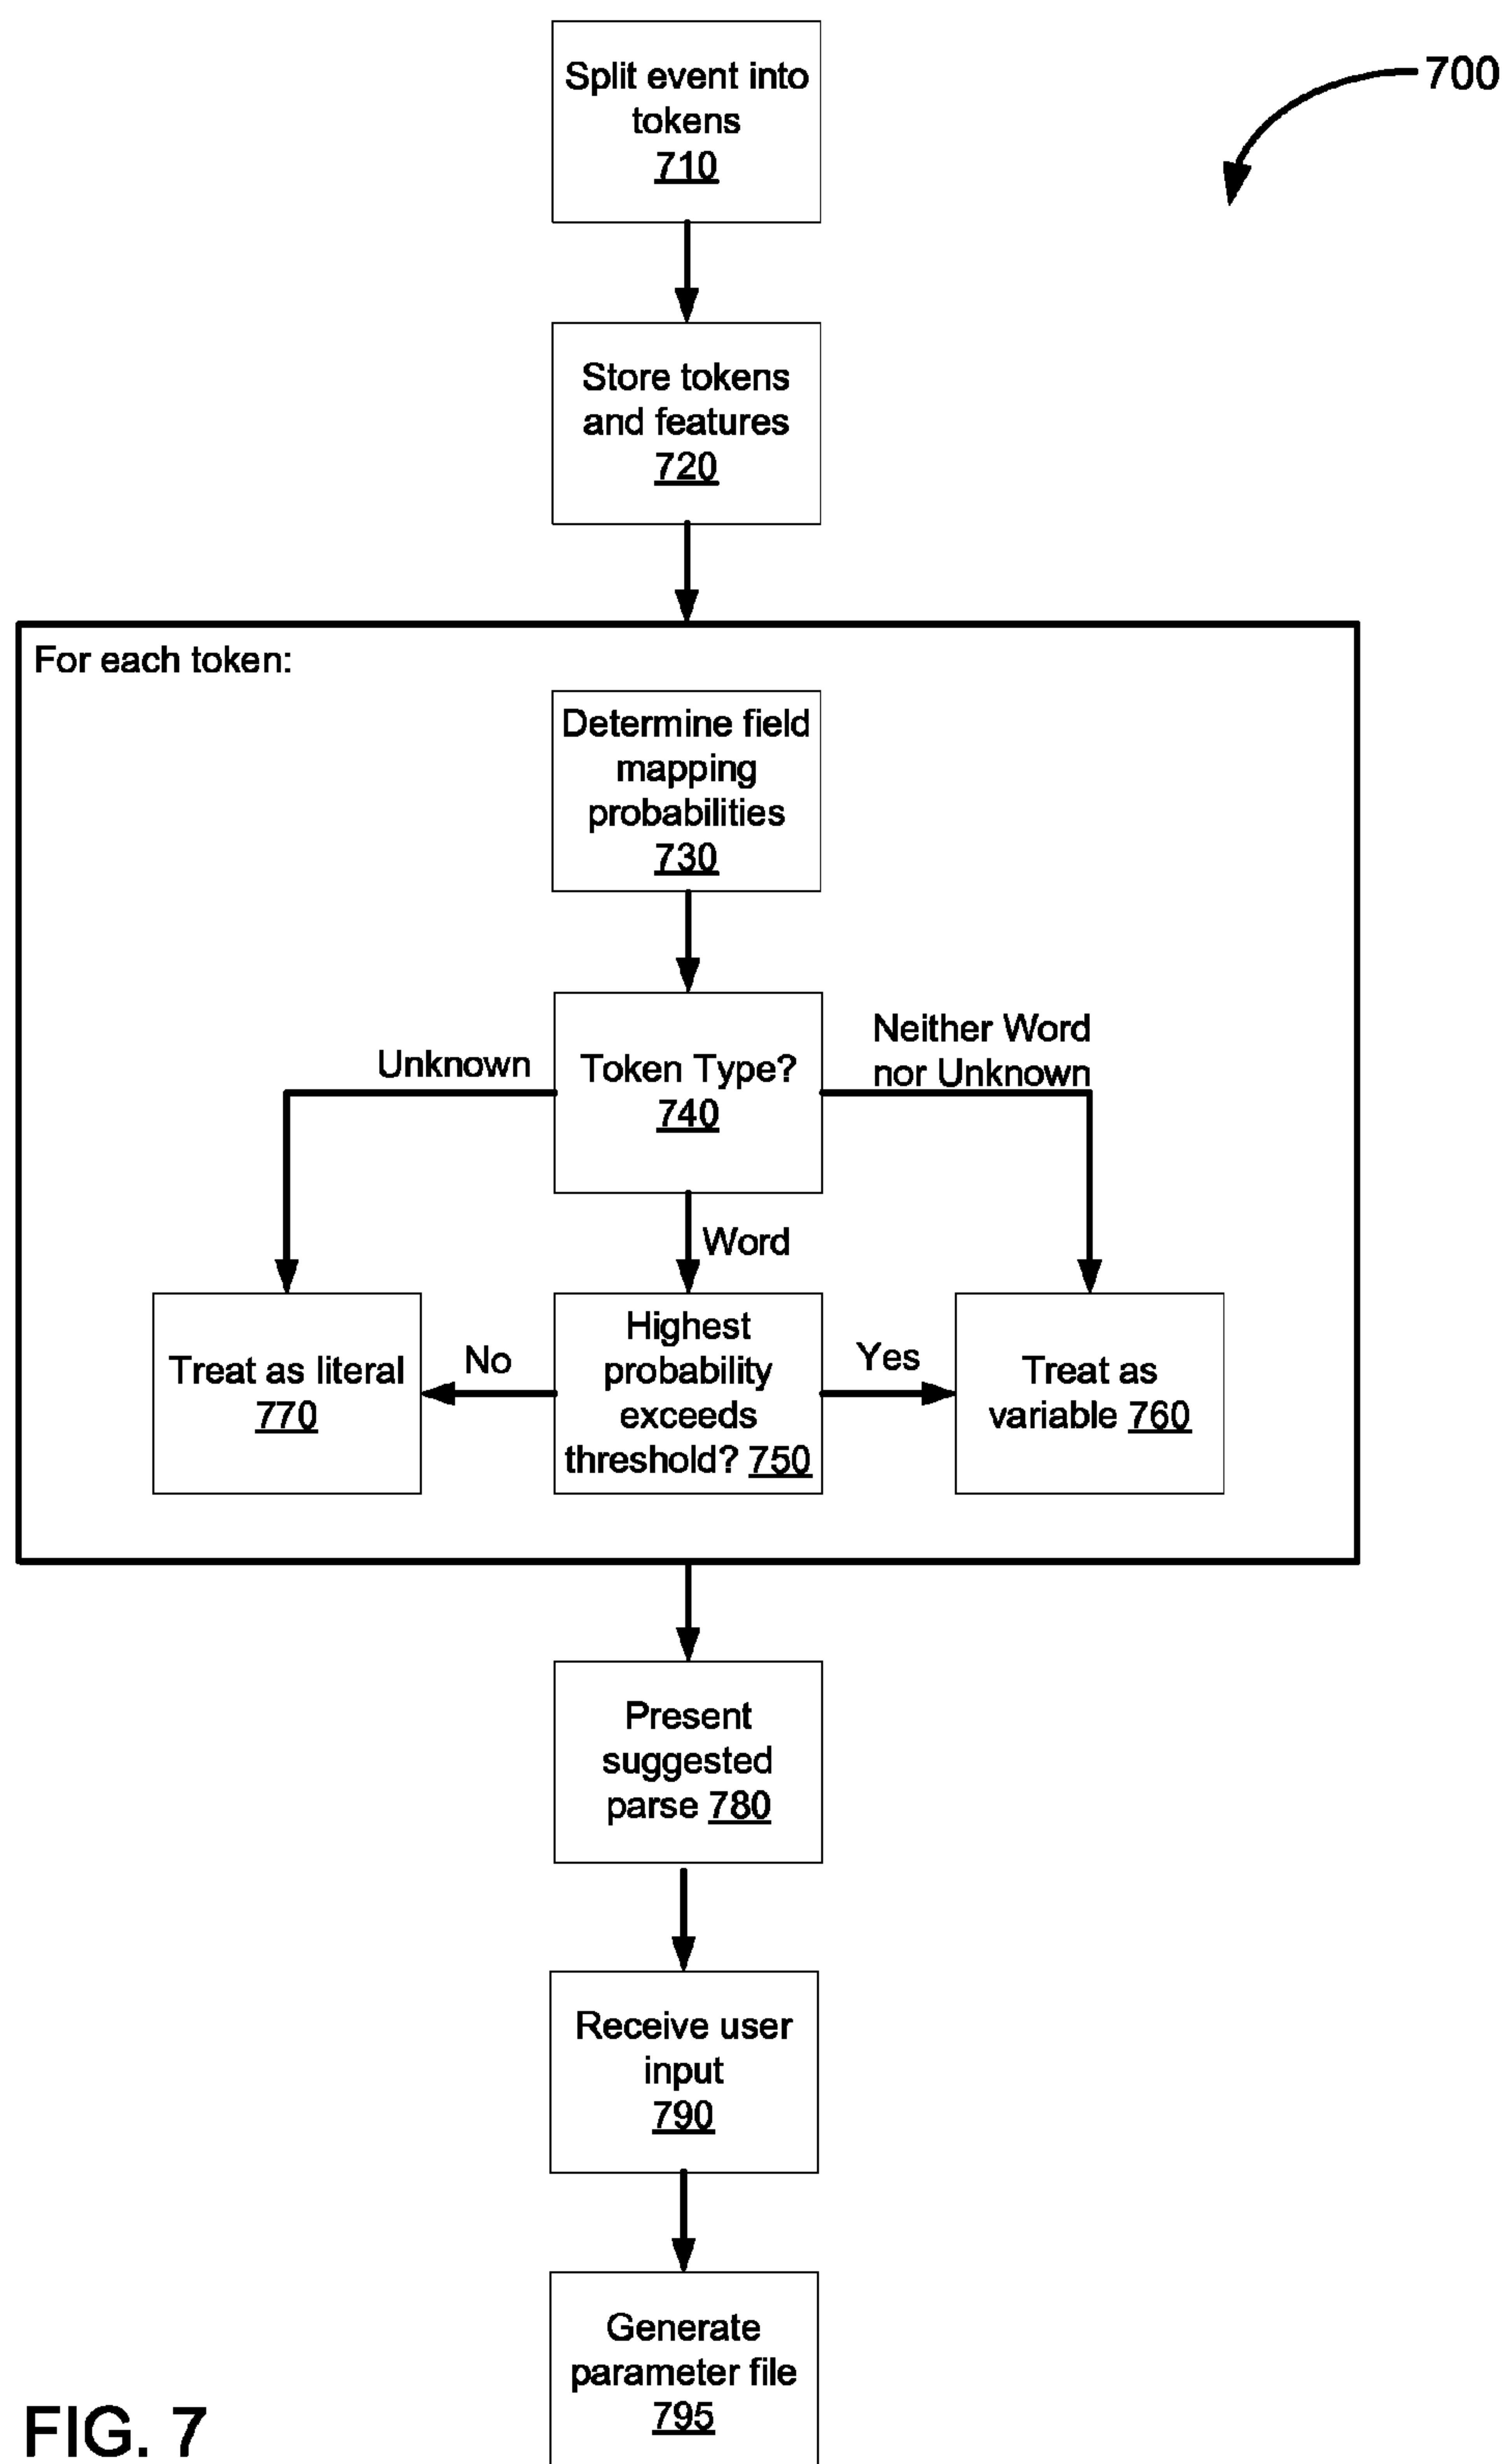 Split event into
tokens
710
700
Store tokens
and features
720
For each token:
Determine field
mapping
probabilities
730
Unknown
Token Type?
740
Neither Word
nor Unknown
Word
Treat as literal
770
No
Highest
probability
exceeds
threshold? 750
Yes
Treat as
variable 760
Present
suggested
parse 780
Receive user
input
790
Generate
parameter file
795
FIG. 7